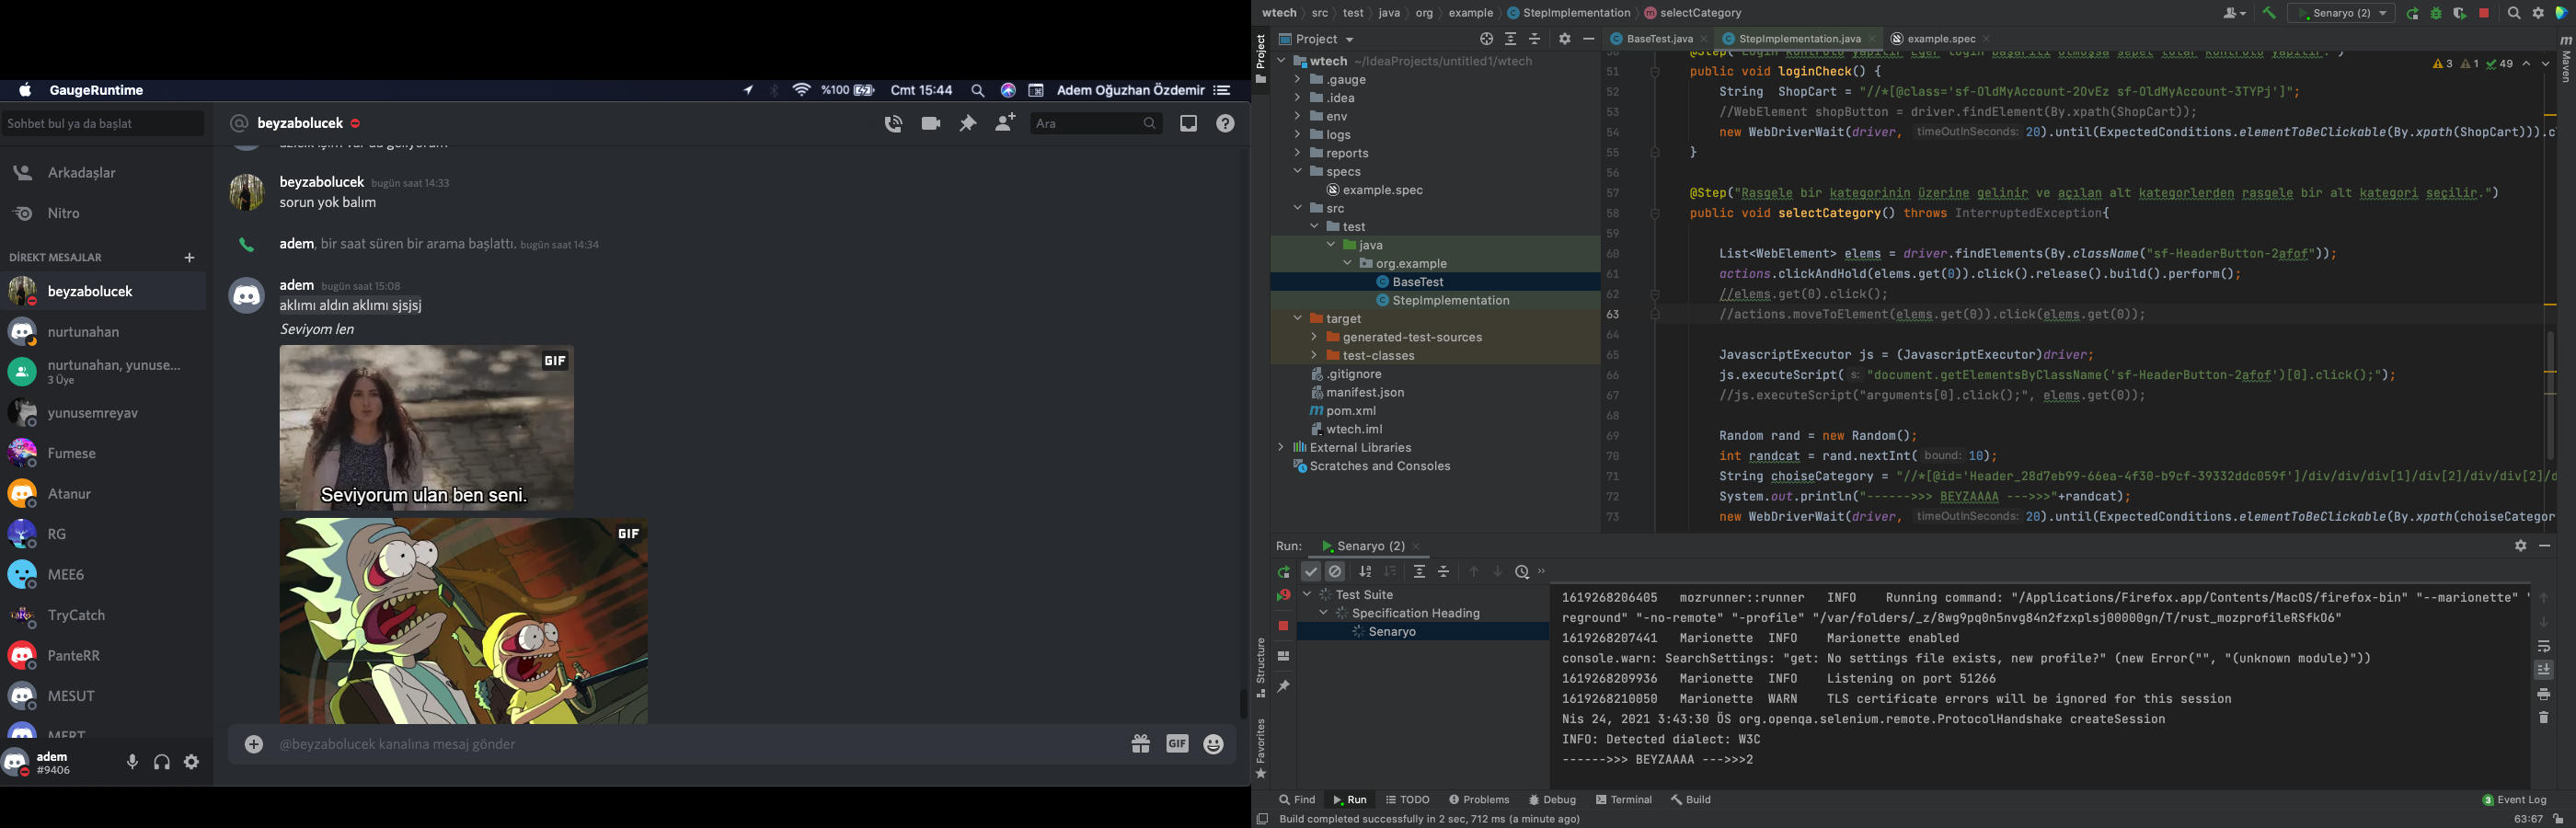 GaugeRuntime
%100
Cmt 15:44
Adem Oğuzhan Özdemir
Sohbet bul ya da başlat
beyzabolucek
Ara
Arkadaşlar
Nitro
DİREKT MESAJLAR
beyzabolucek
nurtunahan
nurtunahan, yunuse...
3 Üye
yunusemreyav
Fumese
Atanur
RG
MEE6
TryCatch
PanteRR
MESUT
MERT
adem
#9406
beyzabolucek bugün saat 14:33
sorun yok balım
adem, bir saat süren bir arama başlattı. bugün saat 14:34
adem bugün saat 15:08
aklımı aldın aklımı sjsjsj
Seviyom len
GIF
Seviyorum ulan ben seni.
GIF
@beyzabolucek kanalına mesaj gönder
GIF
wtech src test java org example StepImplementation selectCategory
Senaryo (2)
Project
Project
wtech ~/IdeaProjects/untitled1/wtech
.gauge
.idea
env
logs
reports
specs
example.spec
src
test
java
org.example
BaseTest
StepImplementation
target
generated-test-sources
test-classes
.gitignore
manifest.json
pom.xml
wtech.iml
External Libraries
Scratches and Consoles
BaseTest.java StepImplementation.java example.spec
Maven
3 1 49
51 public void loginCheck() {
52 String ShopCart = "//*[@class='sf-OldMyAccount-2OvEz sf-OldMyAccount-3TYPj']";
53 //WebElement shopButton = driver.findElement(By.xpath(ShopCart));
54 new WebDriverWait(driver, timeOutInSeconds: 20).until(ExpectedConditions.elementToBeClickable(By.xpath(ShopCart))).c
55 }
56
57 @Step("Rasgele bir kategorinin üzerine gelinir ve açılan alt kategorlerden rasgele bir alt kategori seçilir.")
58 public void selectCategory() throws InterruptedException{
59
60 List<WebElement> elems = driver.findElements(By.className("sf-HeaderButton-2afof"));
61 actions.clickAndHold(elems.get(0)).click().release().build().perform();
62 //elems.get(0).click();
63 //actions.moveToElement(elems.get(0)).click(elems.get(0));
64
65 JavascriptExecutor js = (JavascriptExecutor)driver;
66 js.executeScript( s: "document.getElementsByClassName('sf-HeaderButton-2afof')[0].click();");
67 //js.executeScript("arguments[0].click();", elems.get(0));
68
69 Random rand = new Random();
70 int randcat = rand.nextInt( bound: 10);
71 String choiseCategory = "//*[@id='Header_28d7eb99-66ea-4f30-b9cf-39332ddc059f']/div/div/div[1]/div[2]/div/div[2]/d
72 System.out.println("------>>> BEYZAAAA --->>>"+randcat);
73 new WebDriverWait(driver, timeOutInSeconds: 20).until(ExpectedConditions.elementToBeClickable(By.xpath(choiseCategor
Run: Senaryo (2)
Test Suite
Specification Heading
Senaryo
1619268206405 mozrunner::runner INFO Running command: "/Applications/Firefox.app/Contents/MacOS/firefox-bin" "--marionette" "
reground" "-no-remote" "-profile" "/var/folders/_z/8wg9pq0n5nvg84n2fzxplsj00000gn/T/rust_mozprofileRSfkO6"
1619268207441 Marionette INFO Marionette enabled
console.warn: SearchSettings: "get: No settings file exists, new profile?" (new Error("", "(unknown module)"))
1619268209936 Marionette INFO Listening on port 51266
1619268210050 Marionette WARN TLS certificate errors will be ignored for this session
Nis 24, 2021 3:43:30 ÖS org.openqa.selenium.remote.ProtocolHandshake createSession
INFO: Detected dialect: W3C
------>>> BEYZAAAA --->>>2
Structure
Favorites
Find Run TODO Problems Debug Terminal Build
3 Event Log
Build completed successfully in 2 sec, 712 ms (a minute ago)
63:67